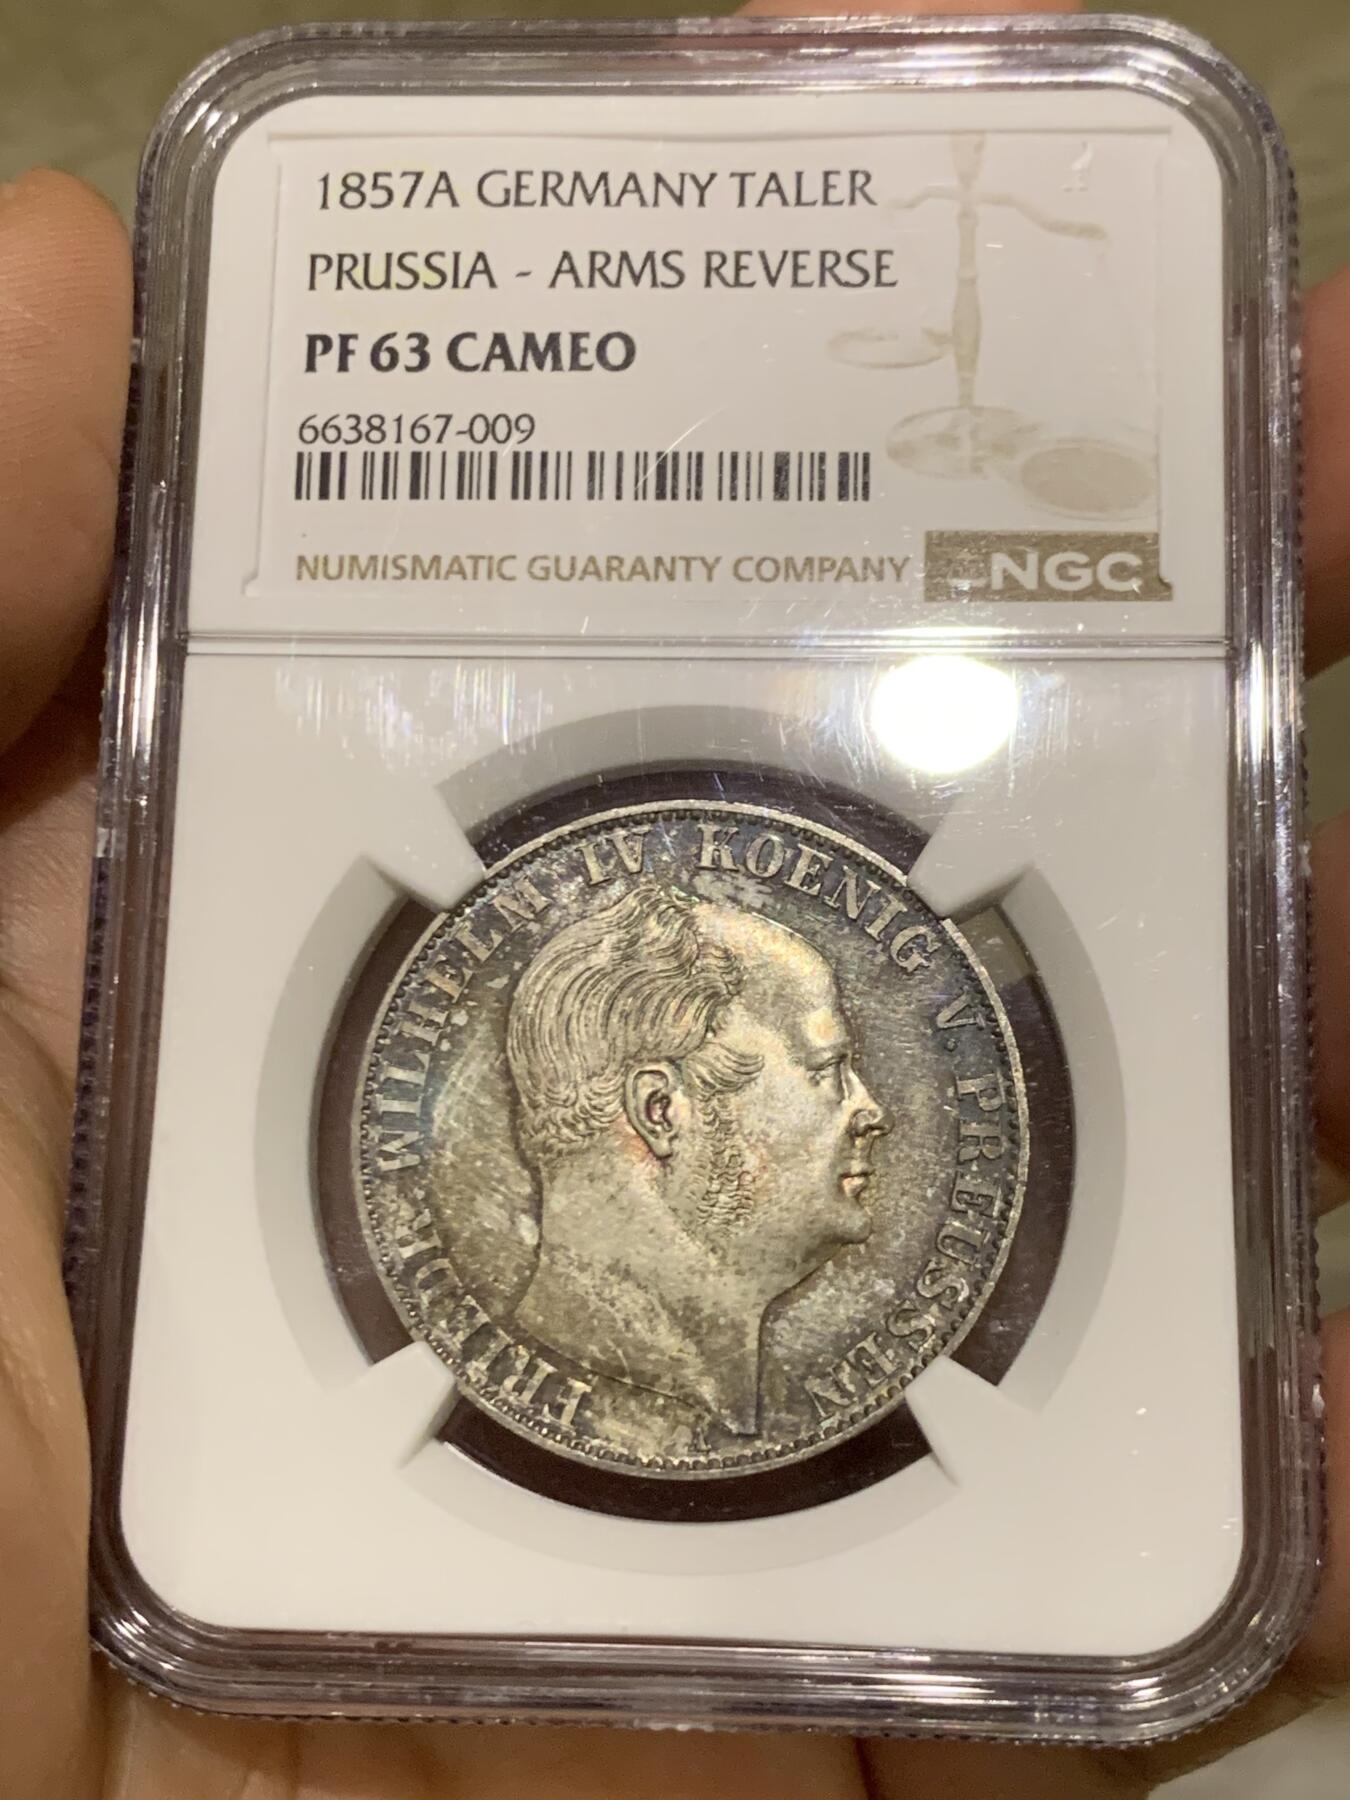 1857A GERMANY TALER
PRUSSIA - ARMS REVERSE
PF 63 CAMEO
6638167-009
NUMISMATIC GUARANTY COMPANY NGC
FRIEDR. WILHELM IV KOENIG V. PREUSSEN
A